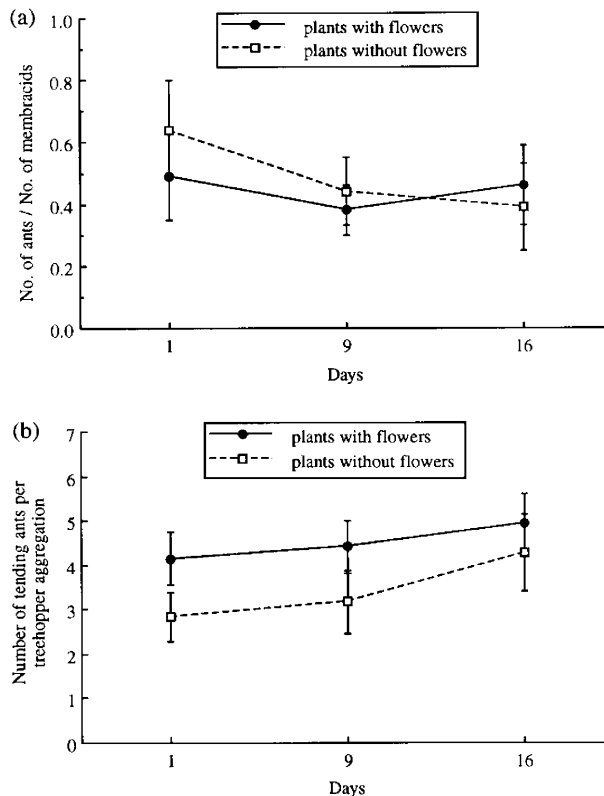 (a)
plants with flowers
plants without flowers
No. of ants / No. of membracids
1.0
0.8
0.6
0.4
0.2
0.0
1 9 16
Days
(b)
plants with flowers
plants without flowers
Number of tending ants per
treehopper aggregation
7
6
5
4
3
2
1
0
1 9 16
Days